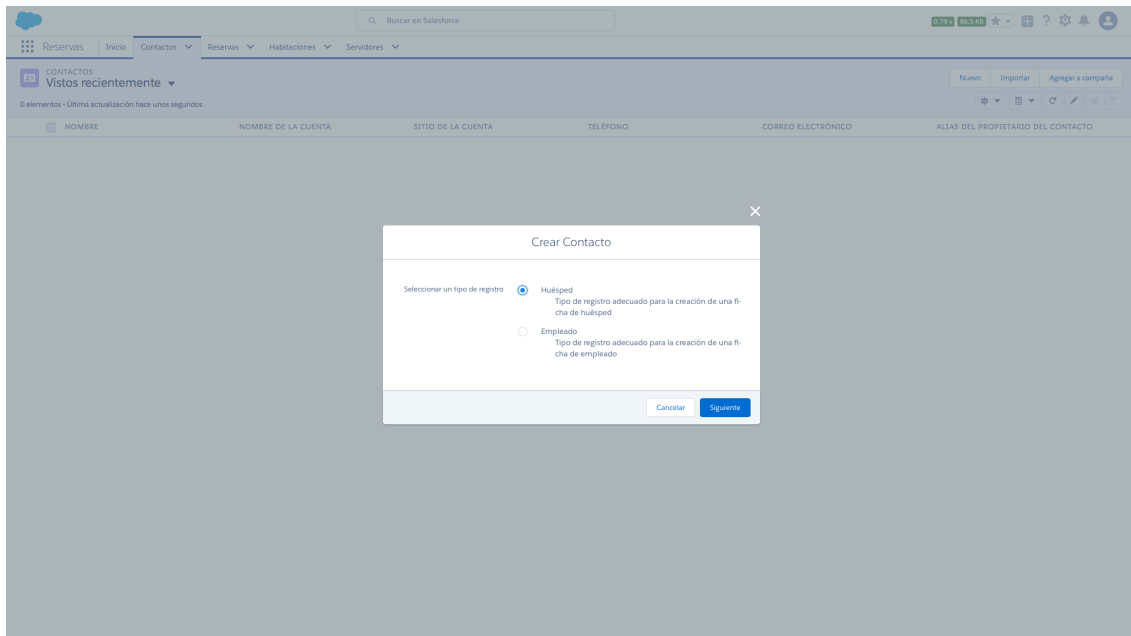 Buscar en Salesforce
0.79 s 86.5 KB
Reservas Inicio Contactos Reservas Habitaciones Servidores
CONTACTOS
Vistos recientemente
Nuevo Importar Agregar a campaña
0 elementos • Última actualización hace unos segundos
NOMBRE NOMBRE DE LA CUENTA SITIO DE LA CUENTA TELÉFONO CORREO ELECTRÓNICO ALIAS DEL PROPIETARIO DEL CONTACTO
Crear Contacto
Seleccionar un tipo de registro Huésped
Tipo de registro adecuado para la creación de una fi-
cha de huésped
Empleado
Tipo de registro adecuado para la creación de una fi-
cha de empleado
Cancelar Siguiente